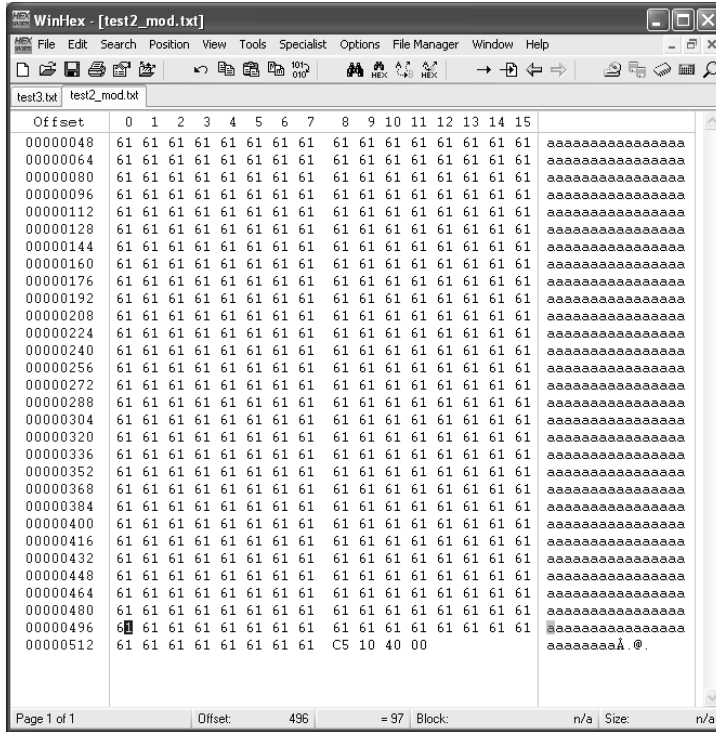 WinHex - [test2_mod.txt]
File Edit Search Position View Tools Specialist Options File Manager Window Help
test3.txt test2_mod.txt
Offset 0 1 2 3 4 5 6 7 8 9 10 11 12 13 14 15
00000048 61 61 61 61 61 61 61 61 61 61 61 61 61 61 61 61 aaaaaaaaaaaaaaaa
00000064 61 61 61 61 61 61 61 61 61 61 61 61 61 61 61 61 aaaaaaaaaaaaaaaa
00000080 61 61 61 61 61 61 61 61 61 61 61 61 61 61 61 61 aaaaaaaaaaaaaaaa
00000096 61 61 61 61 61 61 61 61 61 61 61 61 61 61 61 61 aaaaaaaaaaaaaaaa
00000112 61 61 61 61 61 61 61 61 61 61 61 61 61 61 61 61 aaaaaaaaaaaaaaaa
00000128 61 61 61 61 61 61 61 61 61 61 61 61 61 61 61 61 aaaaaaaaaaaaaaaa
00000144 61 61 61 61 61 61 61 61 61 61 61 61 61 61 61 61 aaaaaaaaaaaaaaaa
00000160 61 61 61 61 61 61 61 61 61 61 61 61 61 61 61 61 aaaaaaaaaaaaaaaa
00000176 61 61 61 61 61 61 61 61 61 61 61 61 61 61 61 61 aaaaaaaaaaaaaaaa
00000192 61 61 61 61 61 61 61 61 61 61 61 61 61 61 61 61 aaaaaaaaaaaaaaaa
00000208 61 61 61 61 61 61 61 61 61 61 61 61 61 61 61 61 aaaaaaaaaaaaaaaa
00000224 61 61 61 61 61 61 61 61 61 61 61 61 61 61 61 61 aaaaaaaaaaaaaaaa
00000240 61 61 61 61 61 61 61 61 61 61 61 61 61 61 61 61 aaaaaaaaaaaaaaaa
00000256 61 61 61 61 61 61 61 61 61 61 61 61 61 61 61 61 aaaaaaaaaaaaaaaa
00000272 61 61 61 61 61 61 61 61 61 61 61 61 61 61 61 61 aaaaaaaaaaaaaaaa
00000288 61 61 61 61 61 61 61 61 61 61 61 61 61 61 61 61 aaaaaaaaaaaaaaaa
00000304 61 61 61 61 61 61 61 61 61 61 61 61 61 61 61 61 aaaaaaaaaaaaaaaa
00000320 61 61 61 61 61 61 61 61 61 61 61 61 61 61 61 61 aaaaaaaaaaaaaaaa
00000336 61 61 61 61 61 61 61 61 61 61 61 61 61 61 61 61 aaaaaaaaaaaaaaaa
00000352 61 61 61 61 61 61 61 61 61 61 61 61 61 61 61 61 aaaaaaaaaaaaaaaa
00000368 61 61 61 61 61 61 61 61 61 61 61 61 61 61 61 61 aaaaaaaaaaaaaaaa
00000384 61 61 61 61 61 61 61 61 61 61 61 61 61 61 61 61 aaaaaaaaaaaaaaaa
00000400 61 61 61 61 61 61 61 61 61 61 61 61 61 61 61 61 aaaaaaaaaaaaaaaa
00000416 61 61 61 61 61 61 61 61 61 61 61 61 61 61 61 61 aaaaaaaaaaaaaaaa
00000432 61 61 61 61 61 61 61 61 61 61 61 61 61 61 61 61 aaaaaaaaaaaaaaaa
00000448 61 61 61 61 61 61 61 61 61 61 61 61 61 61 61 61 aaaaaaaaaaaaaaaa
00000464 61 61 61 61 61 61 61 61 61 61 61 61 61 61 61 61 aaaaaaaaaaaaaaaa
00000480 61 61 61 61 61 61 61 61 61 61 61 61 61 61 61 61 aaaaaaaaaaaaaaaa
00000496 61 61 61 61 61 61 61 61 61 61 61 61 61 61 61 61 aaaaaaaaaaaaaaaa
00000512 61 61 61 61 61 61 61 61 C5 10 40 00 aaaaaaaaÅ.@.
Page 1 of 1 Offset: 496 = 97 Block: n/a Size: n/a